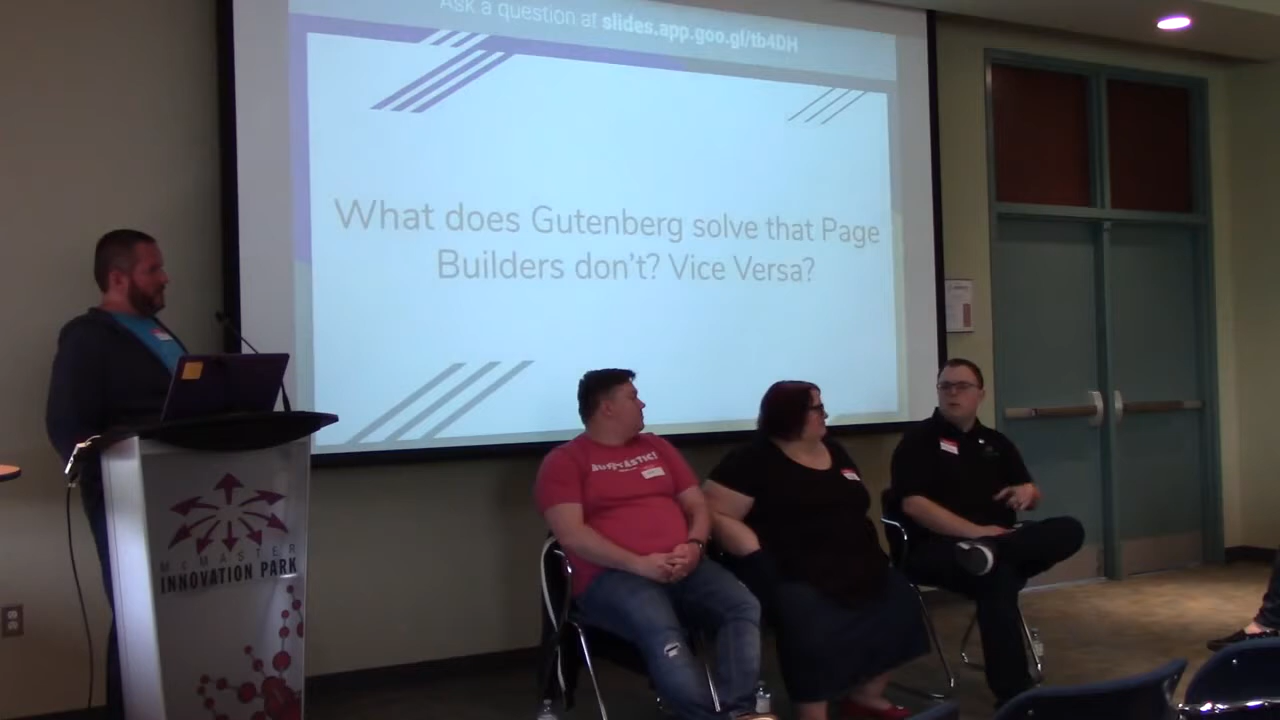 Ask a question at slides.app.goo.gl/tb4DH
What does Gutenberg solve that Page
Builders don't? Vice Versa?
McMASTER
INNOVATION PARK